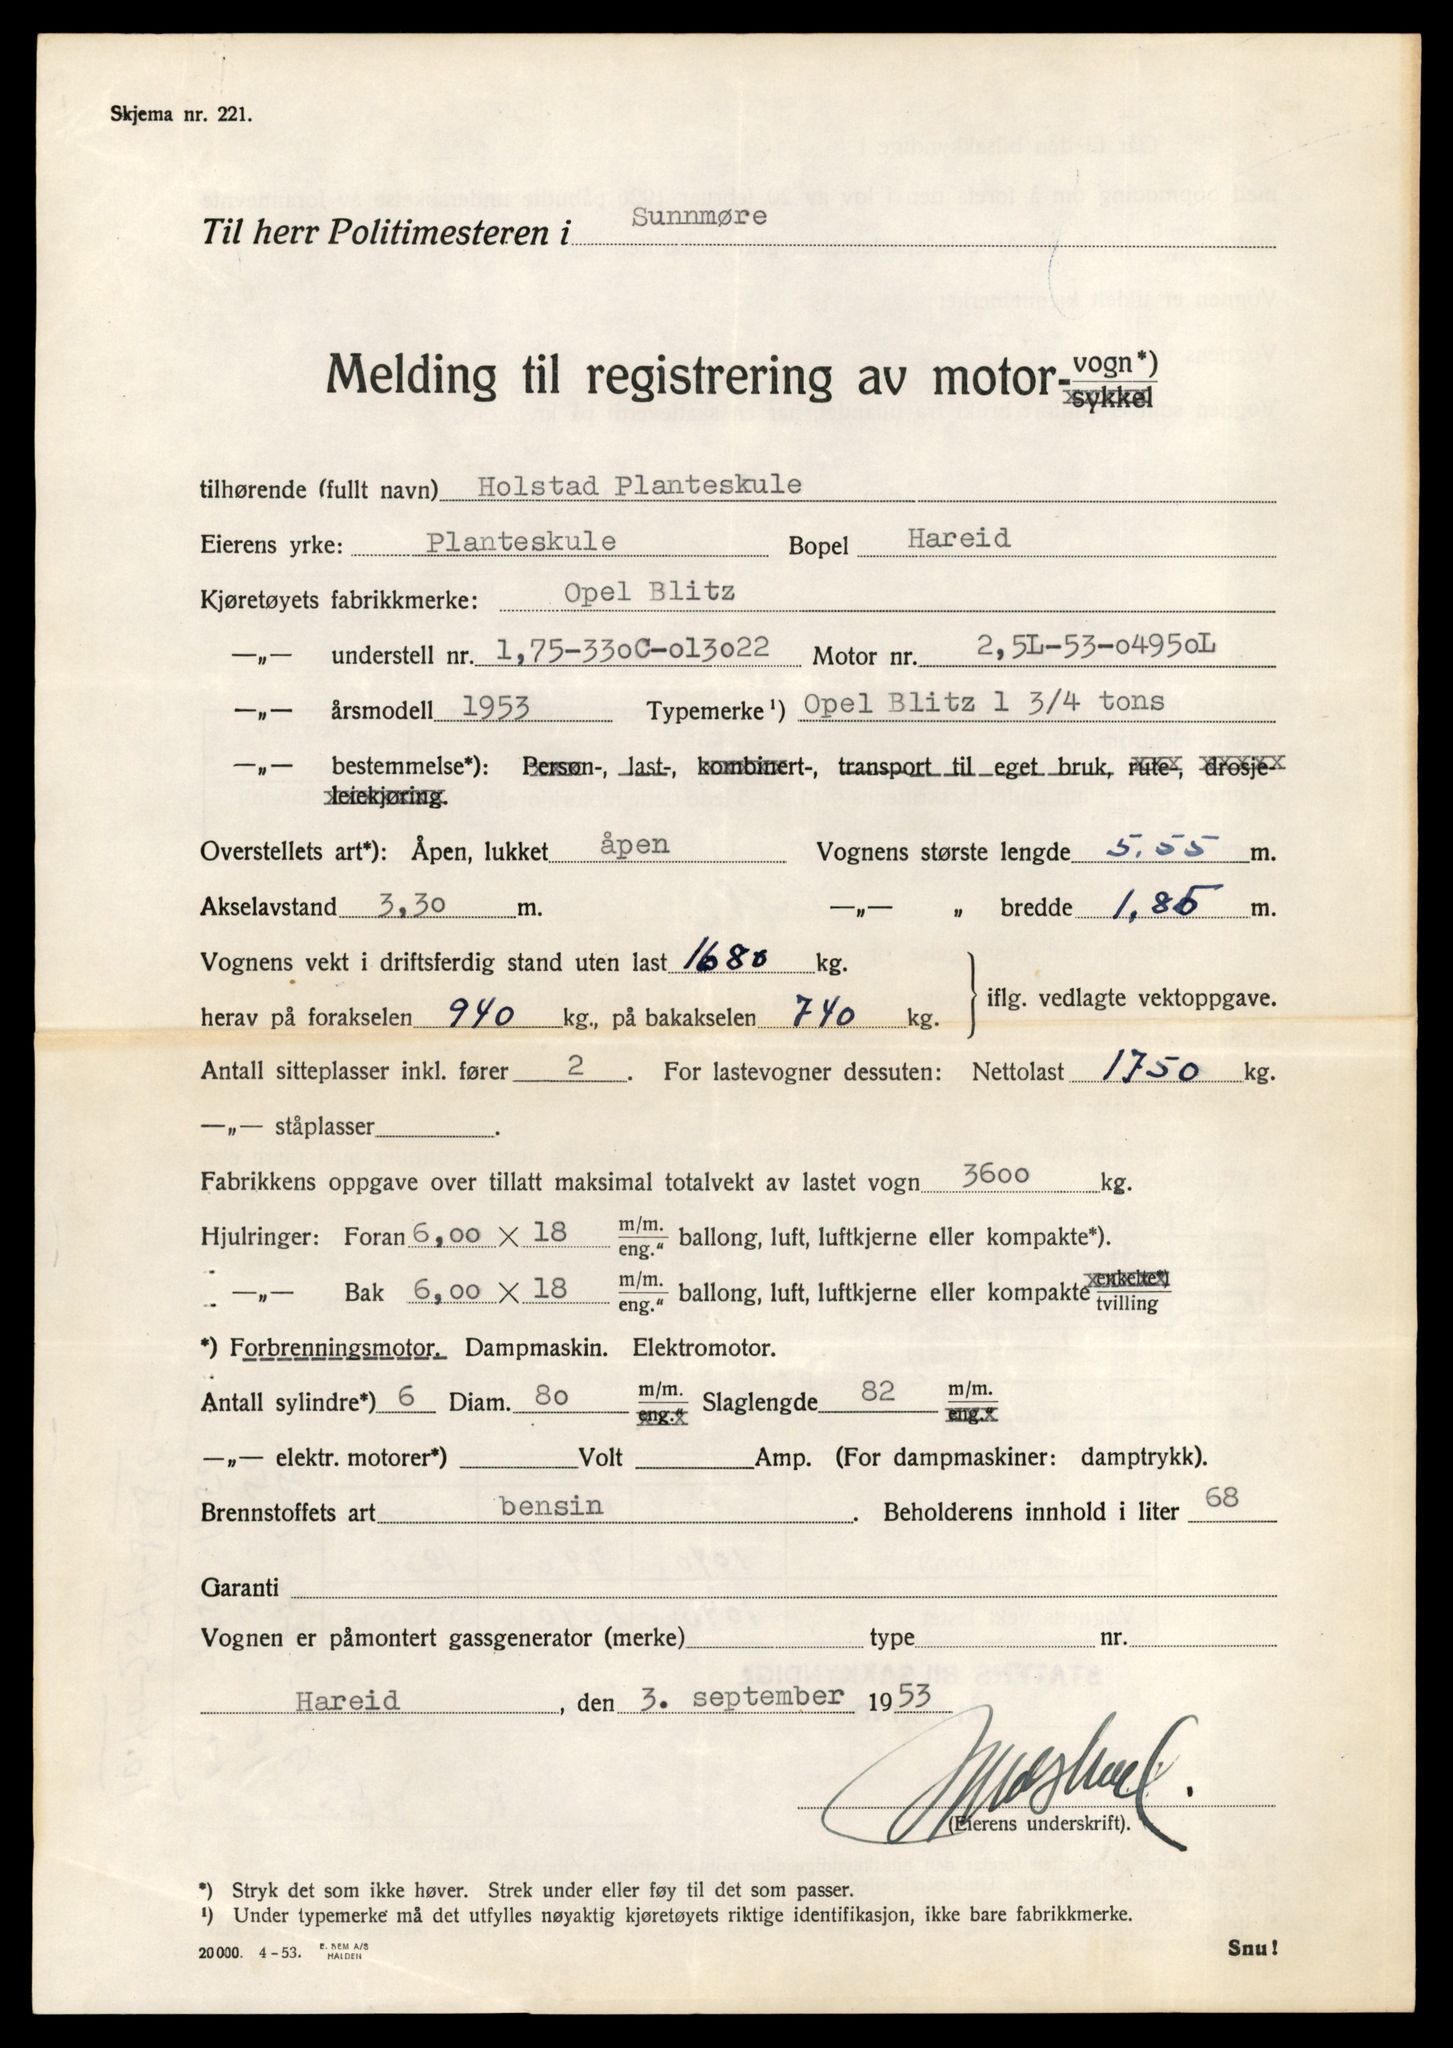 Skjema nr. 221.
Til herr Politimesteren i Sunnmøre
Melding til registrering av motor- vogn*)
sykkel
tilhørende (fullt navn) Holstad Planteskule
Eierens yrke: Planteskule Bopel Hareid
Kjøretøyets fabrikkmerke: Opel Blitz
—„— understell nr. 1,75-330C-013022 Motor nr. 2,5L-53-04950L
—„— årsmodell 1953 Typemerke¹) Opel Blitz 1 3/4 tons
—„— bestemmelse*): Person-, last-, kombinert-, transport til eget bruk, rute-, drosje-
leiekjøring.
Overstellets art*): Åpen, lukket åpen Vognens største lengde 5.55 m.
Akselavstand 3,30 m. —„— „ bredde 1,85 m.
Vognens vekt i driftsferdig stand uten last 1680 kg.
herav på forakselen 940 kg., på bakakselen 740 kg. } iflg. vedlagte vektoppgave.
Antall sitteplasser inkl. fører 2 . For lastevogner dessuten: Nettolast 1750 kg.
—„— ståplasser .
Fabrikkens oppgave over tillatt maksimal totalvekt av lastet vogn 3600 kg.
Hjulringer: Foran 6,00 × 18 m/m. eng.“ ballong, luft, luftkjerne eller kompakte*).
—„— Bak 6,00 × 18 m/m. eng.“ ballong, luft, luftkjerne eller kompakte enkelte*) tvilling
*) Forbrenningsmotor. Dampmaskin. Elektromotor.
Antall sylindre*) 6 Diam. 80 m/m. eng.“ Slaglengde 82 m/m. eng.“
—„— elektr. motorer*) Volt Amp. (For dampmaskiner: damptrykk).
Brennstoffets art bensin . Beholderens innhold i liter 68
Garanti
Vognen er påmontert gassgenerator (merke) type nr.
Hareid , den 3. september 1953
(Eierens underskrift).
*) Stryk det som ikke høver. Strek under eller føy til det som passer.
¹) Under typemerke må det utfylles nøyaktig kjøretøyets riktige identifikasjon, ikke bare fabrikkmerke.
20 000. 4 - 53. E. SEM A/S HALDEN Snu!